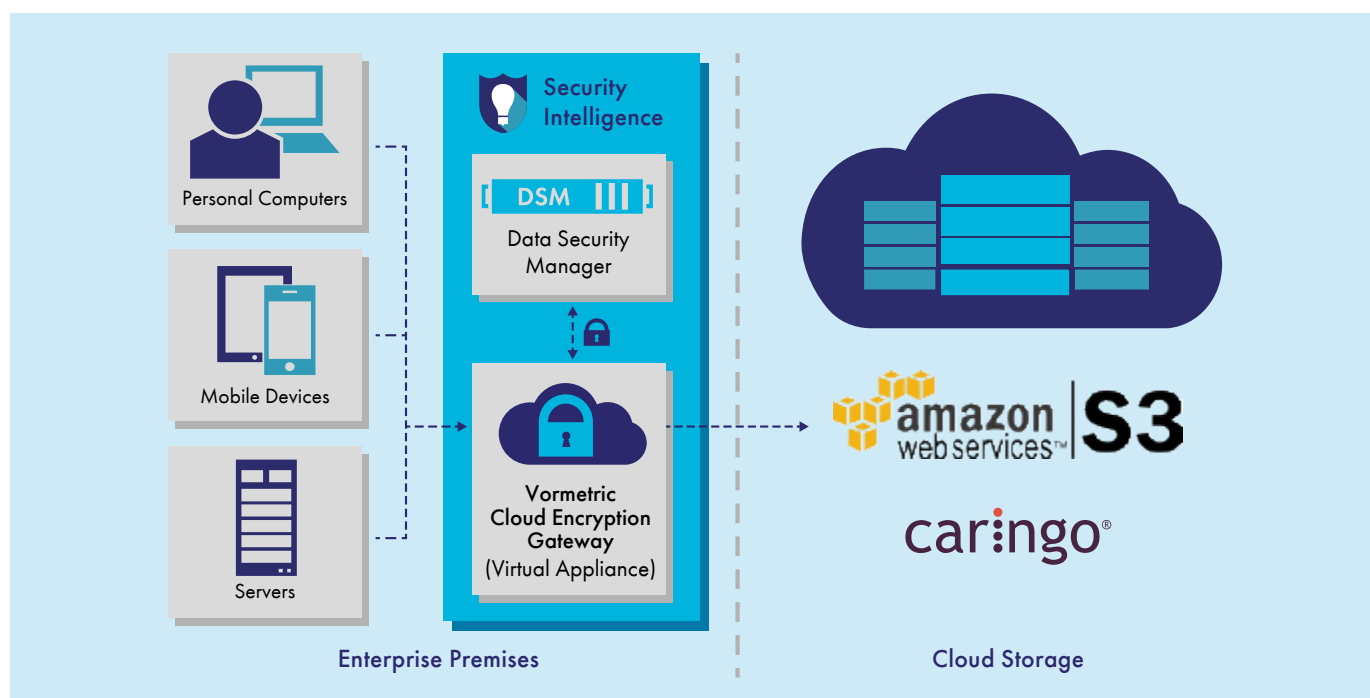 Personal Computers
Mobile Devices
Servers
Security
Intelligence
DSM
Data Security
Manager
Vormetric
Cloud Encryption
Gateway
(Virtual Appliance)
Enterprise Premises
amazon
web services™
S3
caringo®
Cloud Storage